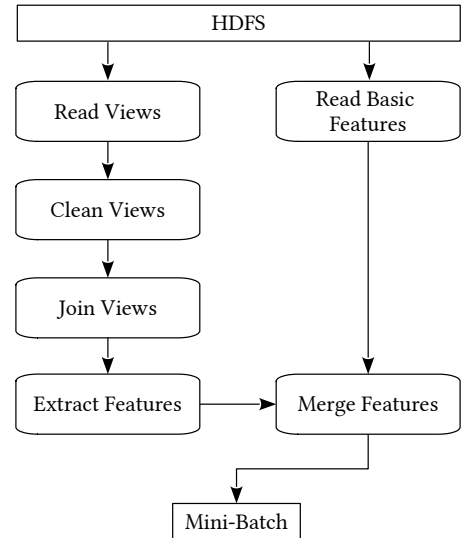 HDFS
Read Views
Read Basic
Features
Clean Views
Join Views
Extract Features
Merge Features
Mini-Batch